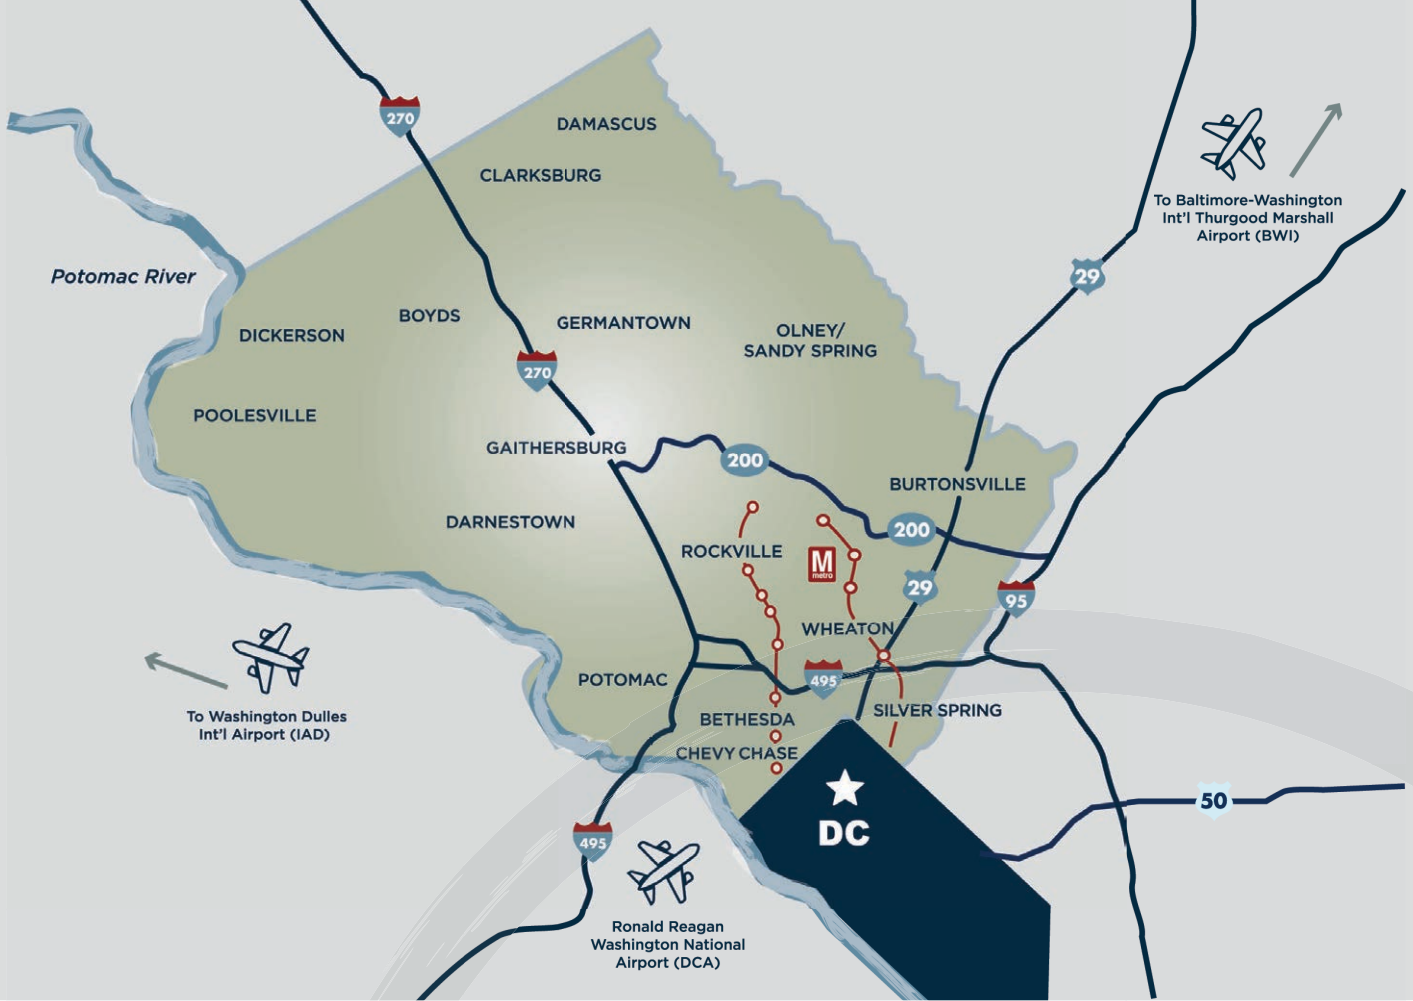 270
DAMASCUS
CLARKSBURG
To Baltimore-Washington
Int'l Thurgood Marshall
Airport (BWI)
Potomac River
29
BOYDS
GERMANTOWN
DICKERSON
OLNEY/
SANDY SPRING
270
POOLESVILLE
GAITHERSBURG
200
BURTONSVILLE
DARNESTOWN
200
ROCKVILLE
M
metro
29
95
WHEATON
POTOMAC
495
BETHESDA
SILVER SPRING
To Washington Dulles
Int'l Airport (IAD)
CHEVY CHASE
50
DC
495
Ronald Reagan
Washington National
Airport (DCA)